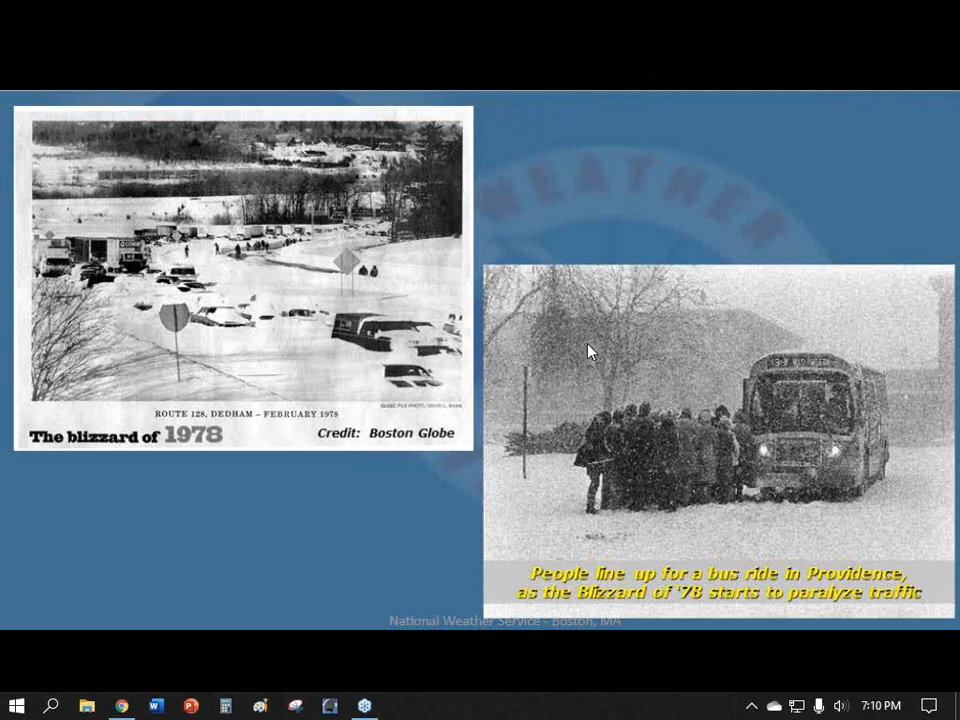 WEATHER
ROUTE 128, DEDHAM – FEBRUARY 1978
The blizzard of 1978
Credit: Boston Globe
People line up for a bus ride in Providence,
as the Blizzard of '78 starts to paralyze traffic
National Weather Service - Boston, MA
7:10 PM